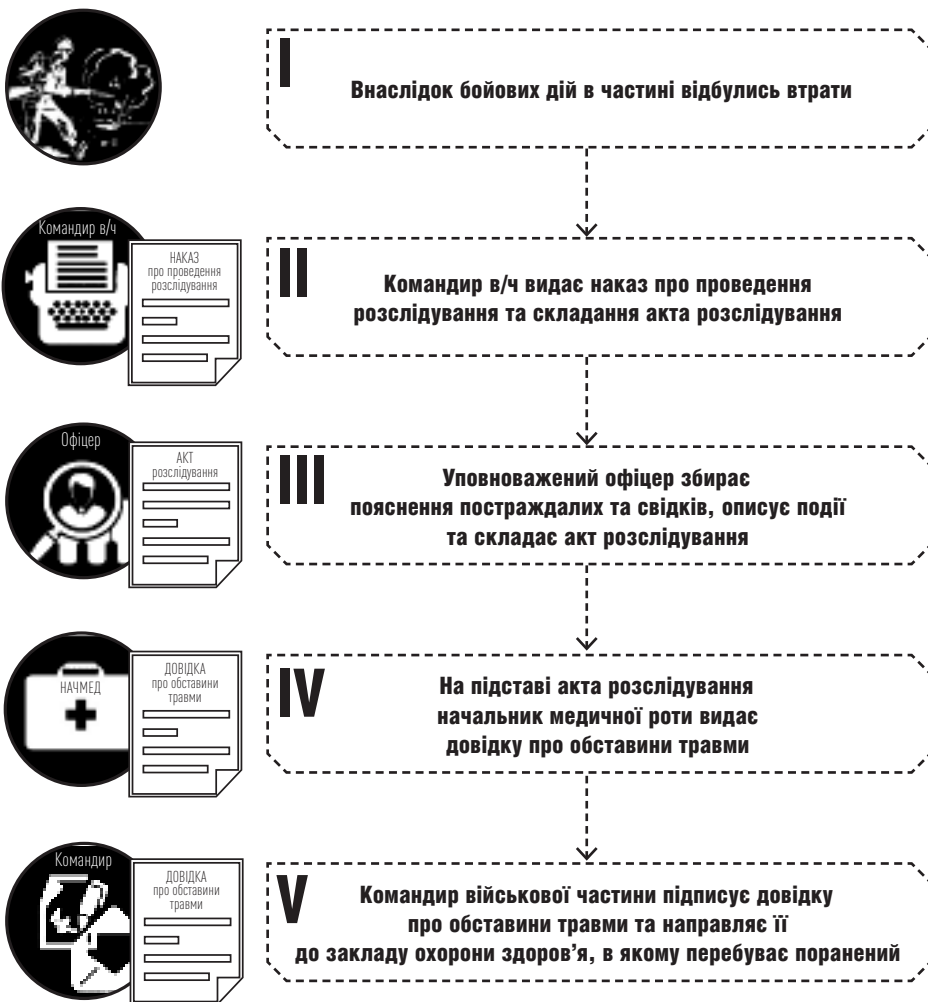 I
Внаслідок бойових дій в частині відбулись втрати
Командир в/ч
НАКАЗ
про проведення
розслідування
II
Командир в/ч видає наказ про проведення
розслідування та складання акта розслідування
Офіцер
АКТ
розслідування
III
Уповноважений офіцер збирає
пояснення постраждалих та свідків, описує події
та складає акт розслідування
НАЧМЕД
ДОВІДКА
про обставини
травми
IV
На підставі акта розслідування
начальник медичної роти видає
довідку про обставини травми
Командир
ДОВІДКА
про обставини
травми
V
Командир військової частини підписує довідку
про обставини травми та направляє її
до закладу охорони здоров’я, в якому перебуває поранений